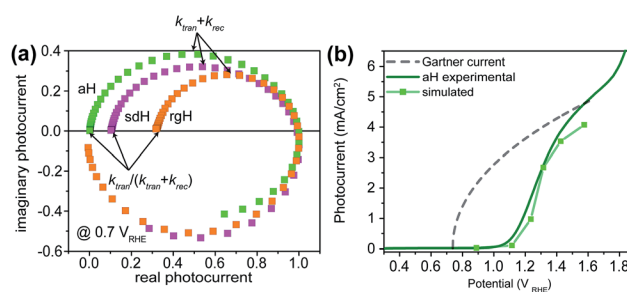 (a)
k_tran+k_rec
imaginary photocurrent
0.4
0.2
0.0
-0.2
-0.4
-0.6
aH
sdH
rgH
k_tran/(k_tran+k_rec)
@ 0.7 V_RHE
0.0 0.2 0.4 0.6 0.8 1.0
real photocurrent
(b)
Photocurrent (mA/cm²)
6
5
4
3
2
1
0
Gartner current
aH experimental
simulated
0.4 0.6 0.8 1.0 1.2 1.4 1.6 1.8
Potential (V_RHE)